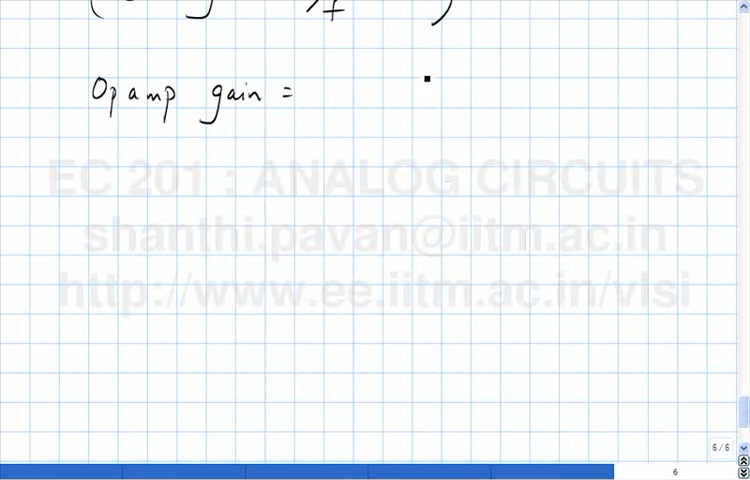 Opamp gain =
EC 201 : ANALOG CIRCUITS
shanthi.pavan@iitm.ac.in
http://www.ee.iitm.ac.in/vlsi
6 / 6
6